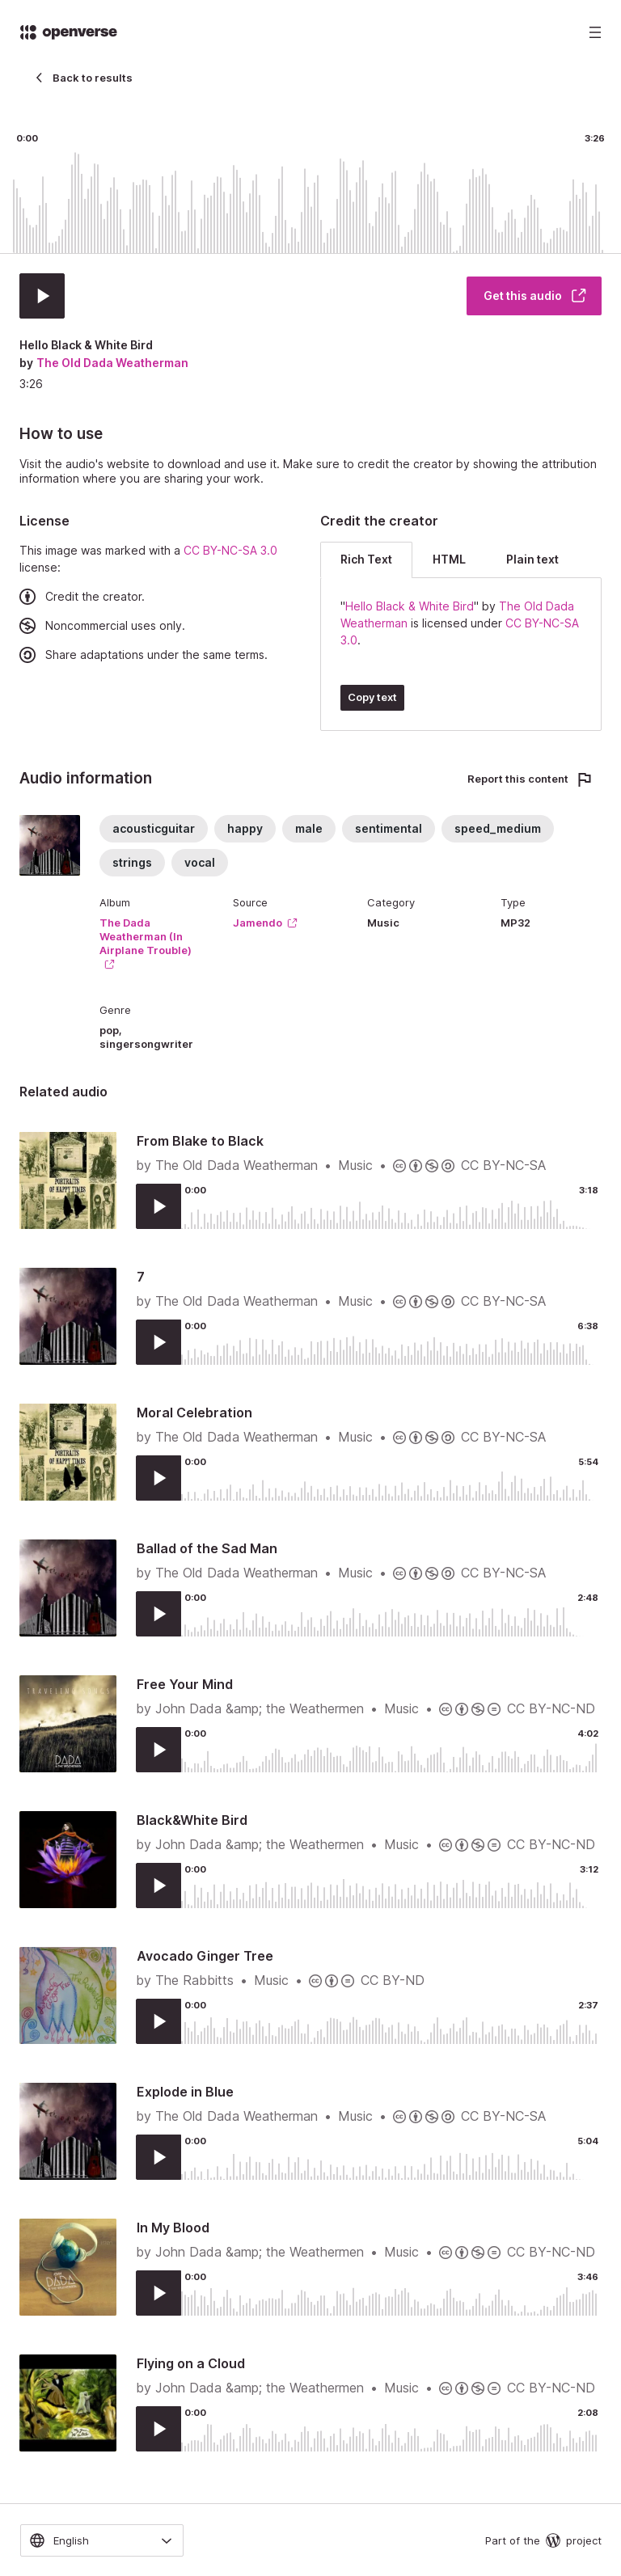 openverse
Back to results
0:00
3:26
Get this audio
Hello Black & White Bird
by The Old Dada Weatherman
3:26
How to use
Visit the audio's website to download and use it. Make sure to credit the creator by showing the attribution
information where you are sharing your work.
License
This image was marked with a CC BY-NC-SA 3.0
license:
Credit the creator.
Noncommercial uses only.
Share adaptations under the same terms.
Credit the creator
Rich Text
HTML
Plain text
"Hello Black & White Bird" by The Old Dada
Weatherman is licensed under CC BY-NC-SA
3.0.
Copy text
Audio information
Report this content
acousticguitar
happy
male
sentimental
speed_medium
strings
vocal
Album
The Dada
Weatherman (In
Airplane Trouble)
Source
Jamendo
Category
Music
Type
MP32
Genre
pop,
singersongwriter
Related audio
PORTRAITS
OF HAPPY TIMES
From Blake to Black
by The Old Dada Weatherman • Music • CC BY-NC-SA
0:00
3:18
7
by The Old Dada Weatherman • Music • CC BY-NC-SA
0:00
6:38
PORTRAITS
OF HAPPY TIMES
Moral Celebration
by The Old Dada Weatherman • Music • CC BY-NC-SA
0:00
5:54
Ballad of the Sad Man
by The Old Dada Weatherman • Music • CC BY-NC-SA
0:00
2:48
DADA
Free Your Mind
by John Dada &amp; the Weathermen • Music • CC BY-NC-ND
0:00
4:02
Black&White Bird
by John Dada &amp; the Weathermen • Music • CC BY-NC-ND
0:00
3:12
Avocado Ginger Tree
by The Rabbitts • Music • CC BY-ND
0:00
2:37
Explode in Blue
by The Old Dada Weatherman • Music • CC BY-NC-SA
0:00
5:04
DADA
In My Blood
by John Dada &amp; the Weathermen • Music • CC BY-NC-ND
0:00
3:46
Flying on a Cloud
by John Dada &amp; the Weathermen • Music • CC BY-NC-ND
0:00
2:08
English
Part of the project